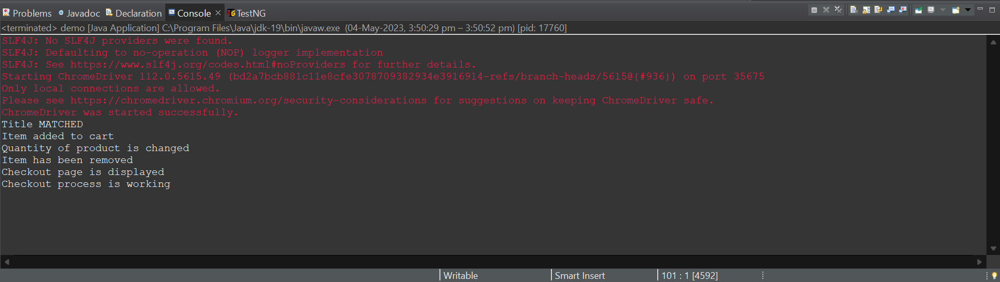 Problems Javadoc Declaration Console TestNG
<terminated> demo [Java Application] C:\Program Files\Java\jdk-19\bin\javaw.exe (04-May-2023, 3:50:29 pm – 3:50:52 pm) [pid: 17760]
SLF4J: No SLF4J providers were found.
SLF4J: Defaulting to no-operation (NOP) logger implementation
SLF4J: See https://www.slf4j.org/codes.html#noProviders for further details.
Starting ChromeDriver 112.0.5615.49 (bd2a7bcb881c11e8cfe3078709382934e3916914-refs/branch-heads/5615@{#936}) on port 35675
Only local connections are allowed.
Please see https://chromedriver.chromium.org/security-considerations for suggestions on keeping ChromeDriver safe.
ChromeDriver was started successfully.
Title MATCHED
Item added to cart
Quantity of product is changed
Item has been removed
Checkout page is displayed
Checkout process is working
Writable Smart Insert 101 : 1 [4592]